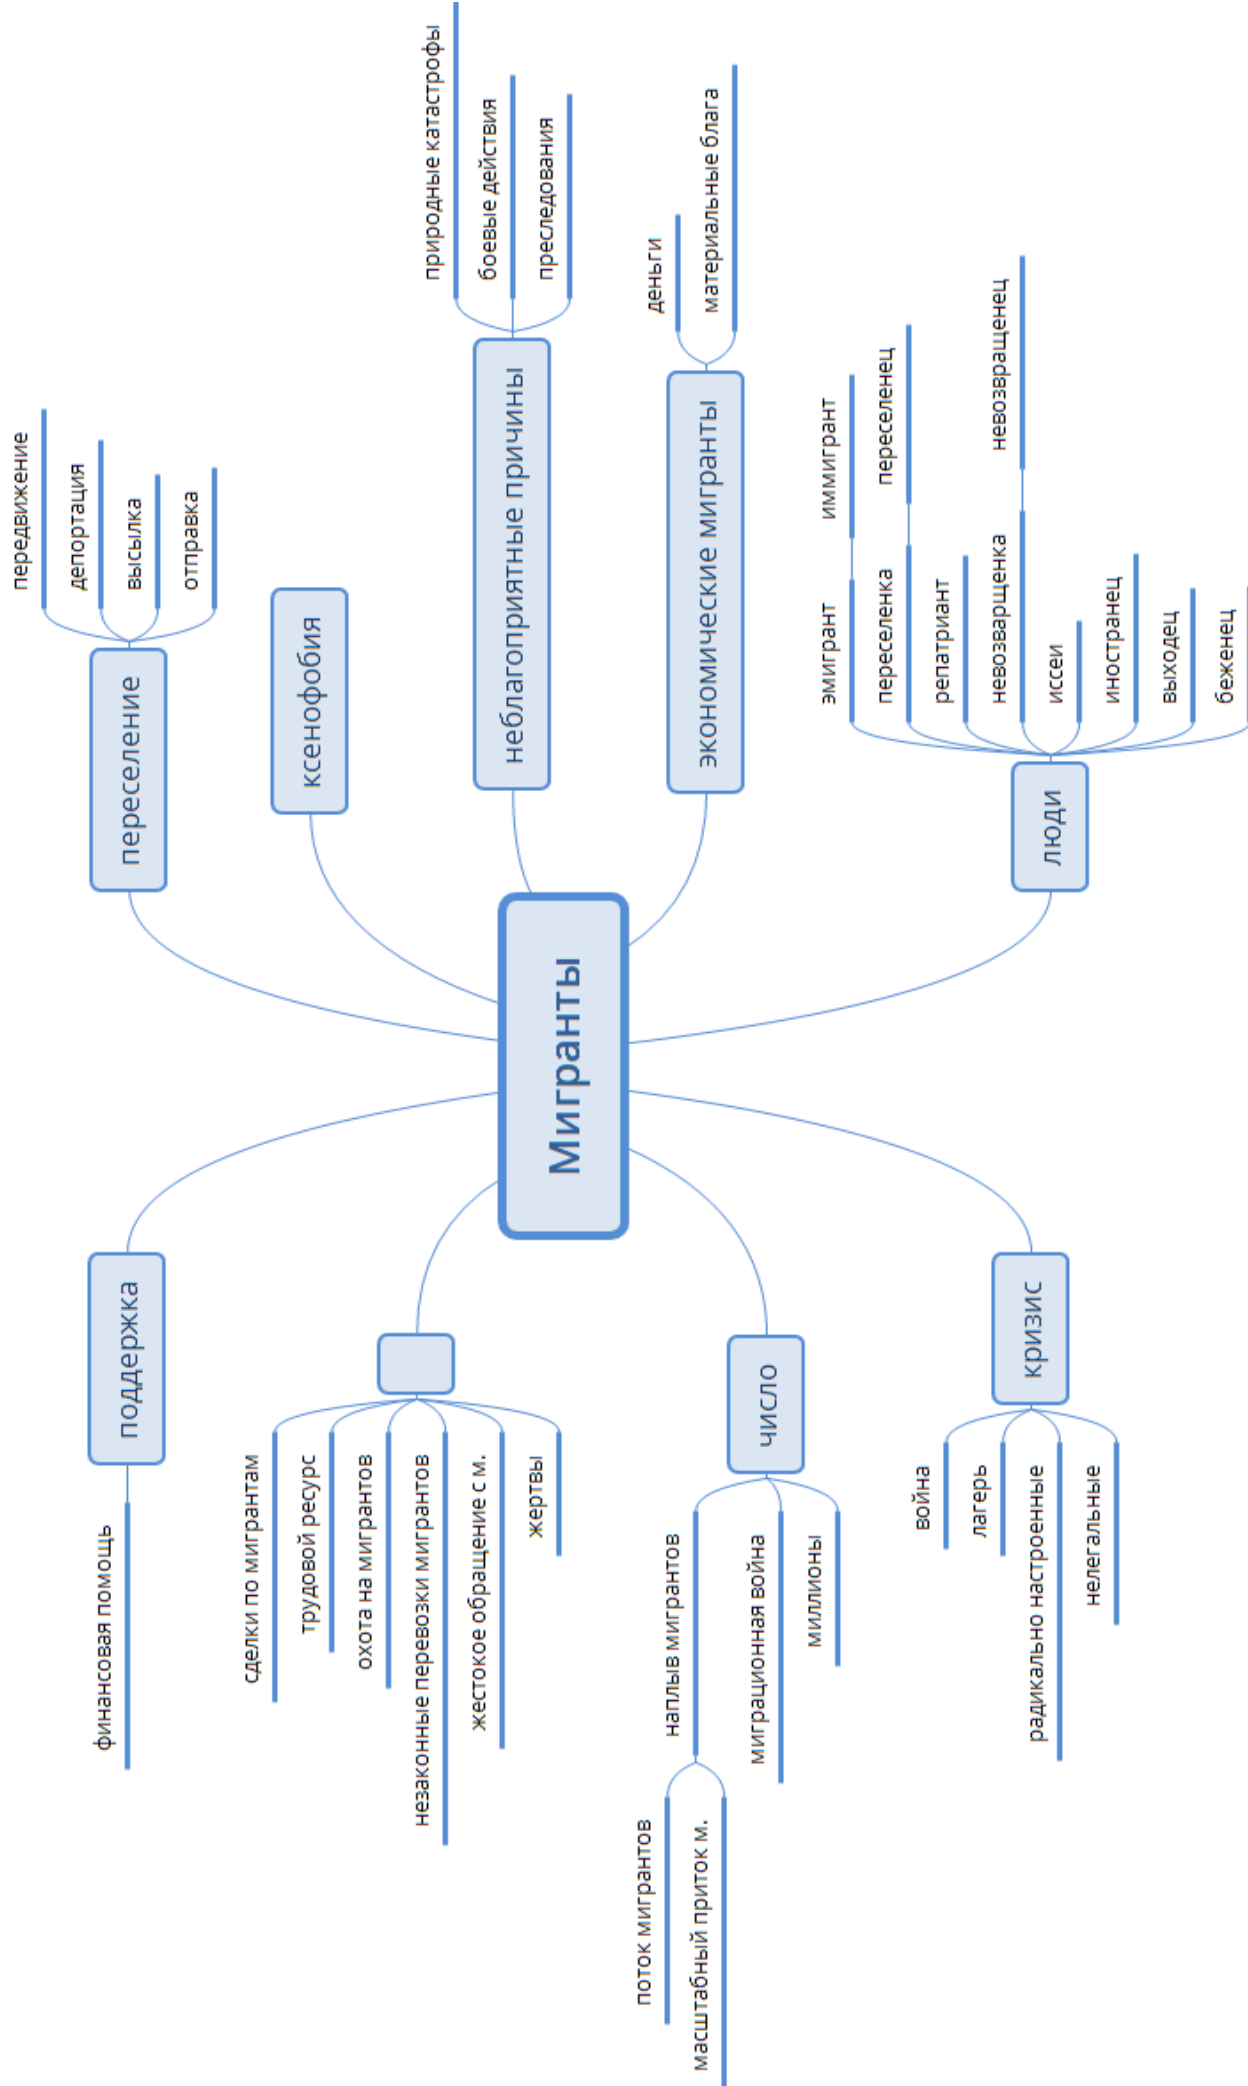 Мигранты
переселение
передвижение
депортация
высылка
отправка
ксенофобия
неблагоприятные причины
природные катастрофы
боевые действия
преследования
экономические мигранты
деньги
материальные блага
люди
эмигрант
иммигрант
переселенка
переселенец
репатриант
невозварщенка
невозвращенец
иссеи
иностранец
выходец
беженец
поддержка
финансовая помощь
сделки по мигрантам
трудовой ресурс
охота на мигрантов
незаконные перевозки мигрантов
жестокое обращение с м.
жертвы
число
наплыв мигрантов
поток мигрантов
масштабный приток м.
миграционная война
миллионы
кризис
война
лагерь
радикально настроенные
нелегальные